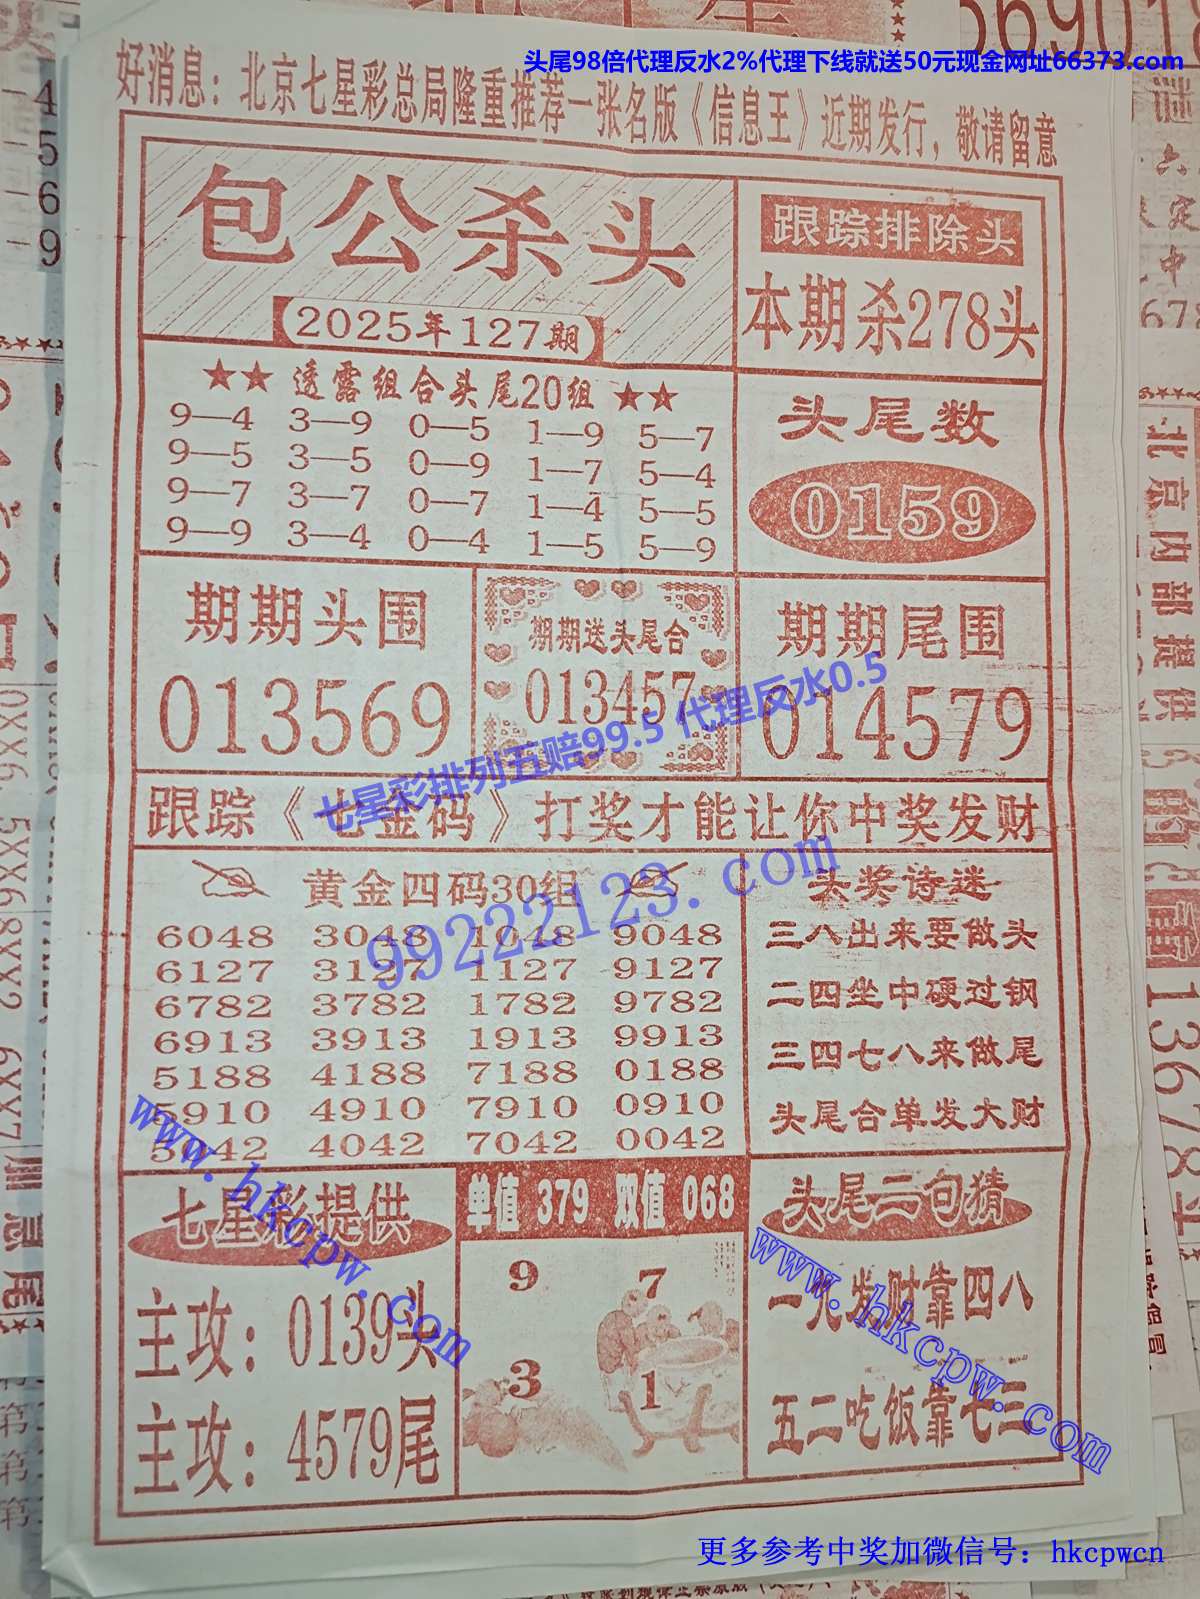 头尾98倍代理反水2%代理下线就送50元现金网址66373.com
好消息：北京七星彩总局隆重推荐一张名版《信息王》近期发行，敬请留意
包公杀头
2025年127期
跟踪排除头
本期杀278头
★★ 透露组合头尾20组 ★★
9—4 3—9 0—5 1—9 5—7
9—5 3—5 0—9 1—7 5—4
9—7 3—7 0—7 1—4 5—5
9—9 3—4 0—4 1—5 5—9
头尾数
0159
期期头围
013569
期期送头尾合
013457
期期尾围
014579
七星彩排列五赔99.5 代理反水0.5
跟踪《七金码》打奖才能让你中奖发财
99222123.com
黄金四码30组
6048 3048 1048 9048
6127 3127 1127 9127
6782 3782 1782 9782
6913 3913 1913 9913
5188 4188 7188 0188
5910 4910 7910 0910
5042 4042 7042 0042
头奖诗迷
三八出来要做头
二四坐中硬过钢
三四七八来做尾
头尾合单发大财
www.hkcpw.com
七星彩提供
主攻：0139头
主攻：4579尾
单值 379 双值 068
9 7
3 1
头尾二句猜
一九发财靠四八
五二吃饭靠七三
www.hkcpw.com
更多参考中奖加微信号：hkcpwcn